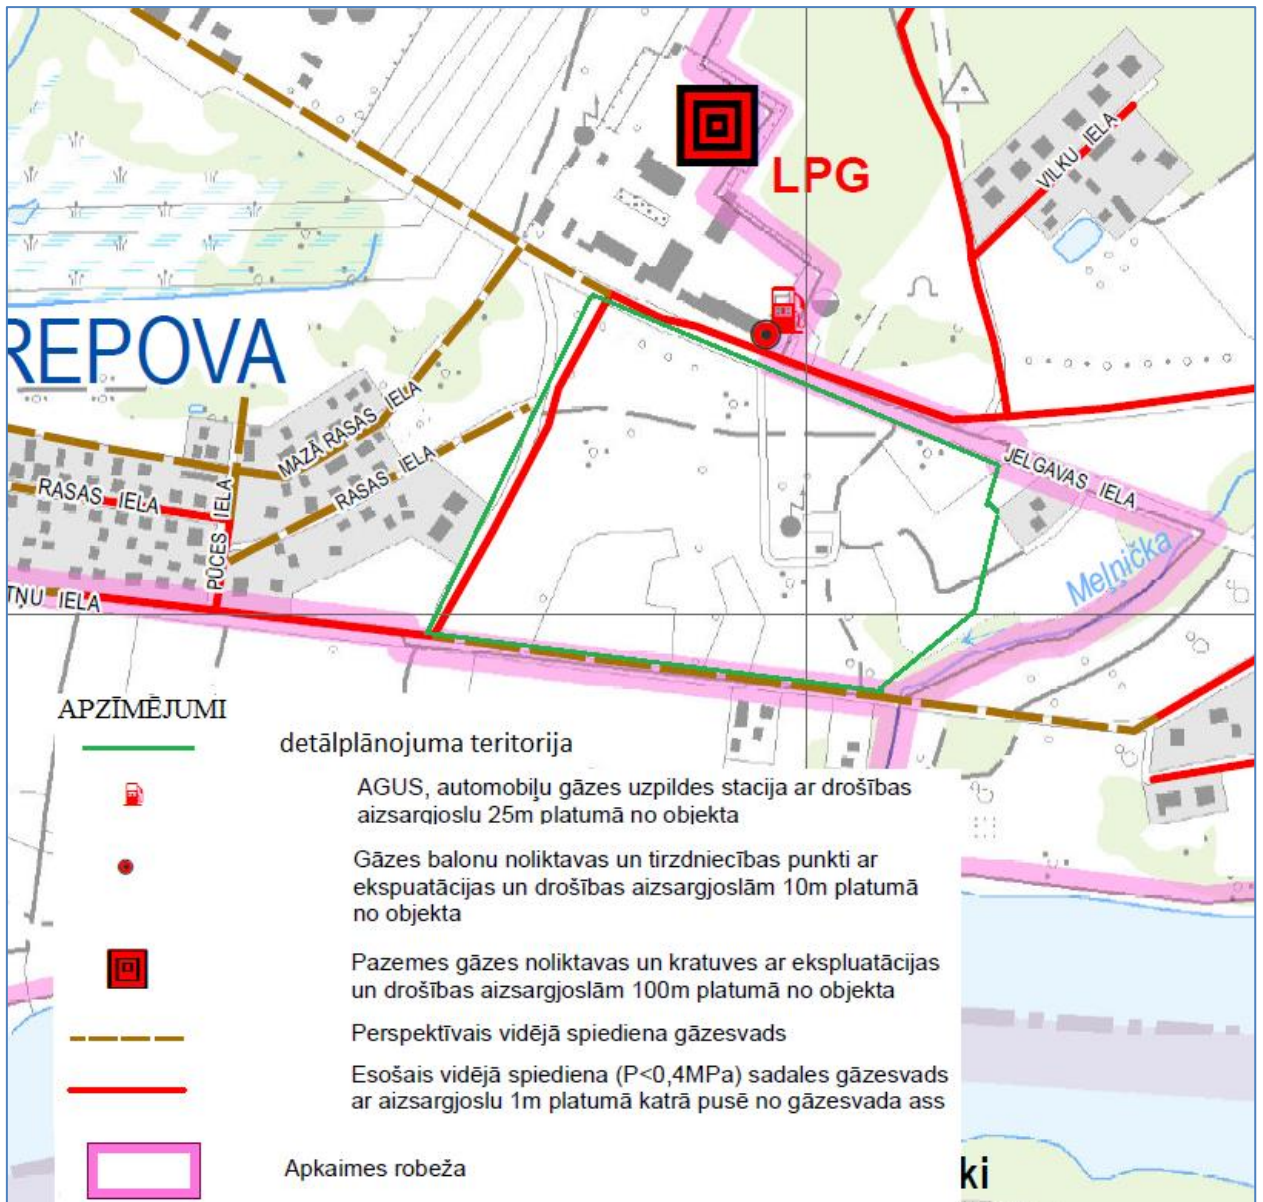 LPG
VILKU IELA
REPOVA
MAZĀ RASAS IELA
RASAS IELA
RASAS IELA
PŪCES IELA
TŅU IELA
JELGAVAS IELA
Meļņička
APZĪMĒJUMI
detālplānojuma teritorija
AGUS, automobiļu gāzes uzpildes stacija ar drošības
aizsargjoslu 25m platumā no objekta
Gāzes balonu noliktavas un tirdzniecības punkti ar
ekspuatācijas un drošības aizsargjoslām 10m platumā
no objekta
Pazemes gāzes noliktavas un kratuves ar ekspluatācijas
un drošības aizsargjoslām 100m platumā no objekta
Perspektīvais vidējā spiediena gāzesvads
Esošais vidējā spiediena (P<0,4MPa) sadales gāzesvads
ar aizsargjoslu 1m platumā katrā pusē no gāzesvada ass
Apkaimes robeža
ki